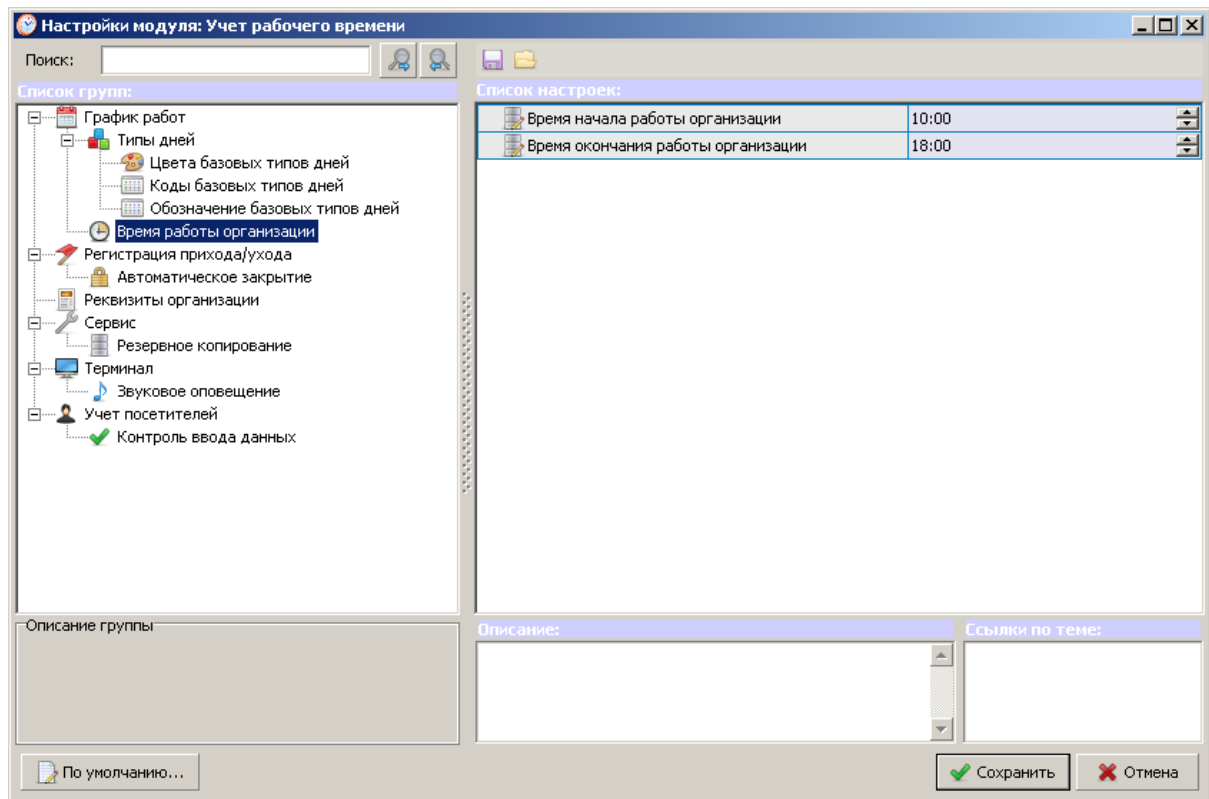 Настройки модуля: Учет рабочего времени
Поиск:
Список групп:
График работ
Типы дней
Цвета базовых типов дней
Коды базовых типов дней
Обозначение базовых типов дней
Время работы организации
Регистрация прихода/ухода
Автоматическое закрытие
Реквизиты организации
Сервис
Резервное копирование
Терминал
Звуковое оповещение
Учет посетителей
Контроль ввода данных
Список настроек:
Время начала работы организации 10:00
Время окончания работы организации 18:00
Описание группы
Описание:
Ссылки по теме:
По умолчанию...
Сохранить
Отмена